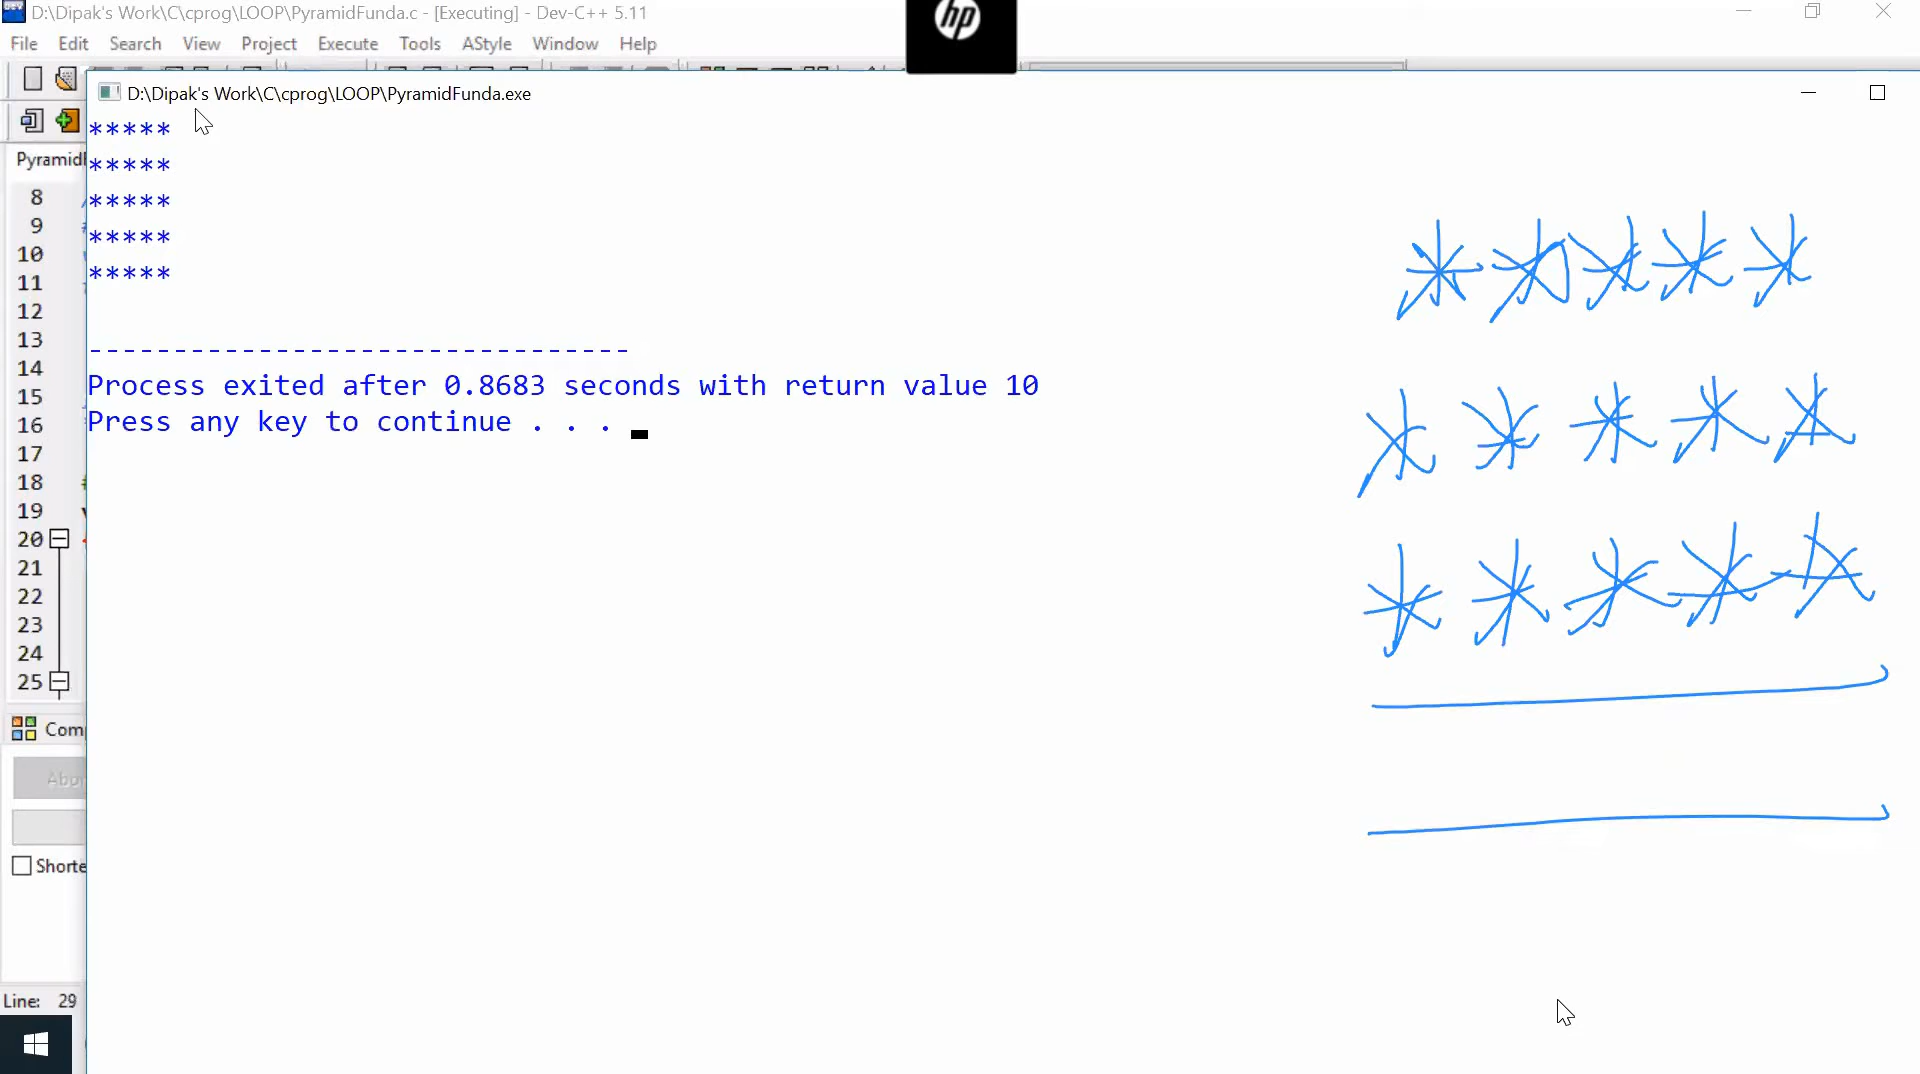 D:\Dipak's Work\C\cprog\LOOP\PyramidFunda.c - [Executing] - Dev-C++ 5.11
hp
File Edit Search View Project Execute Tools AStyle Window Help
D:\Dipak's Work\C\cprog\LOOP\PyramidFunda.exe
*****
*****
*****
*****
*****
--------------------------------
Process exited after 0.8683 seconds with return value 10
Press any key to continue . . .
* * * * *
* * * * *
* * * * *
8
9
10
11
12
13
14
15
16
17
18
19
20
21
22
23
24
25
Line: 29